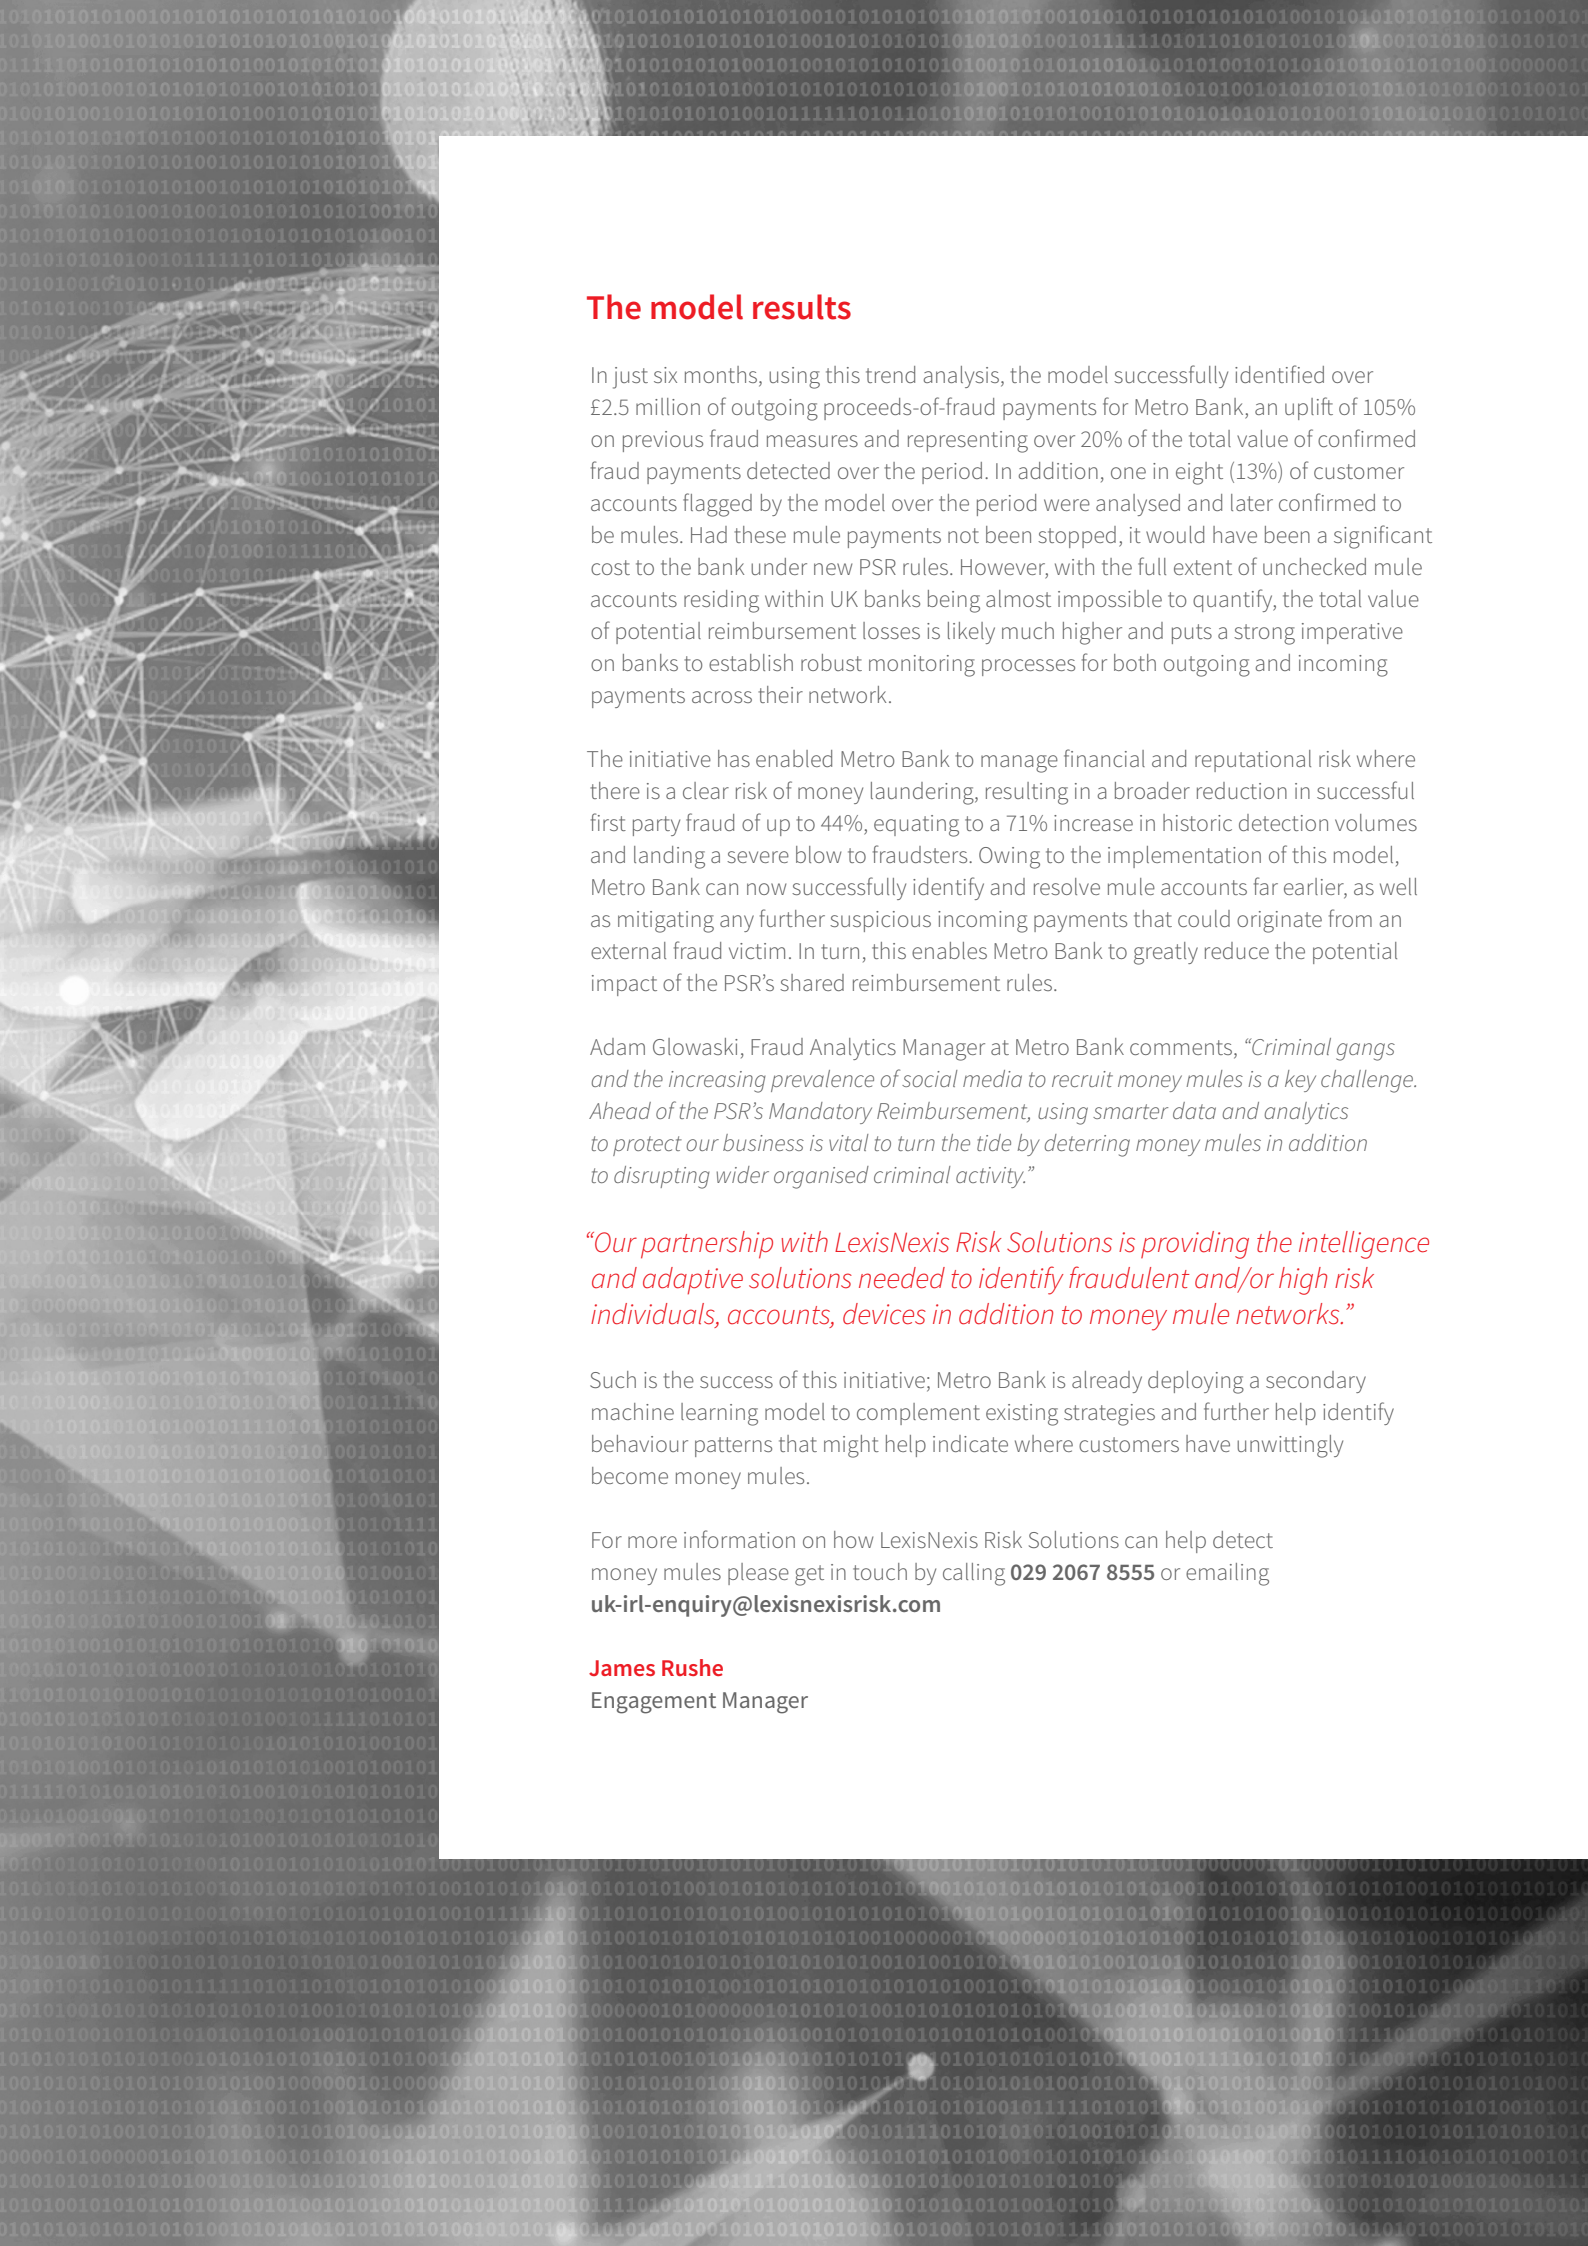 The model results
In just six months, using this trend analysis, the model successfully identified over
£2.5 million of outgoing proceeds-of-fraud payments for Metro Bank, an uplift of 105%
on previous fraud measures and representing over 20% of the total value of confirmed
fraud payments detected over the period. In addition, one in eight (13%) of customer
accounts flagged by the model over the period were analysed and later confirmed to
be mules. Had these mule payments not been stopped, it would have been a significant
cost to the bank under new PSR rules. However, with the full extent of unchecked mule
accounts residing within UK banks being almost impossible to quantify, the total value
of potential reimbursement losses is likely much higher and puts a strong imperative
on banks to establish robust monitoring processes for both outgoing and incoming
payments across their network.
The initiative has enabled Metro Bank to manage financial and reputational risk where
there is a clear risk of money laundering, resulting in a broader reduction in successful
first party fraud of up to 44%, equating to a 71% increase in historic detection volumes
and landing a severe blow to fraudsters. Owing to the implementation of this model,
Metro Bank can now successfully identify and resolve mule accounts far earlier, as well
as mitigating any further suspicious incoming payments that could originate from an
external fraud victim. In turn, this enables Metro Bank to greatly reduce the potential
impact of the PSR’s shared reimbursement rules.
Adam Glowaski, Fraud Analytics Manager at Metro Bank comments, “Criminal gangs
and the increasing prevalence of social media to recruit money mules is a key challenge.
Ahead of the PSR’s Mandatory Reimbursement, using smarter data and analytics
to protect our business is vital to turn the tide by deterring money mules in addition
to disrupting wider organised criminal activity.”
“Our partnership with LexisNexis Risk Solutions is providing the intelligence
and adaptive solutions needed to identify fraudulent and/or high risk
individuals, accounts, devices in addition to money mule networks.”
Such is the success of this initiative; Metro Bank is already deploying a secondary
machine learning model to complement existing strategies and further help identify
behaviour patterns that might help indicate where customers have unwittingly
become money mules.
For more information on how LexisNexis Risk Solutions can help detect
money mules please get in touch by calling 029 2067 8555 or emailing
uk-irl-enquiry@lexisnexisrisk.com
James Rushe
Engagement Manager